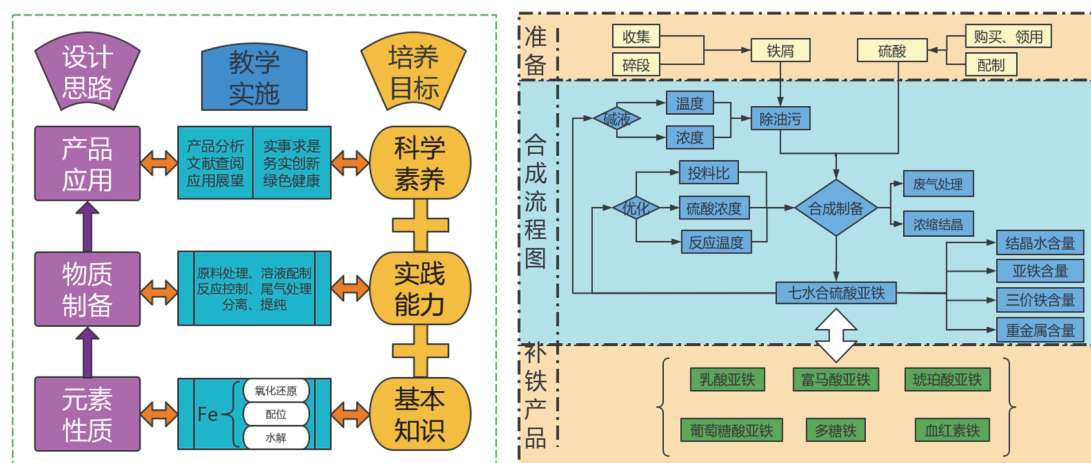 设计
思路
教学
实施
培养
目标
产品
应用
产品分析
文献查阅
应用展望
实事求是
务实创新
绿色健康
科学
素养
物质
制备
原料处理、溶液配制
反应控制、尾气处理
分离、提纯
实践
能力
元素
性质
Fe
氧化还原
配位
水解
基本
知识
准备
收集
碎段
铁屑
硫酸
购买、领用
配制
合成流程图
碱液
温度
浓度
除油污
优化
投料比
硫酸浓度
反应温度
合成制备
废气处理
浓缩结晶
七水合硫酸亚铁
结晶水含量
亚铁含量
三价铁含量
重金属含量
补铁产品
乳酸亚铁
富马酸亚铁
琥珀酸亚铁
葡萄糖酸亚铁
多糖铁
血红素铁